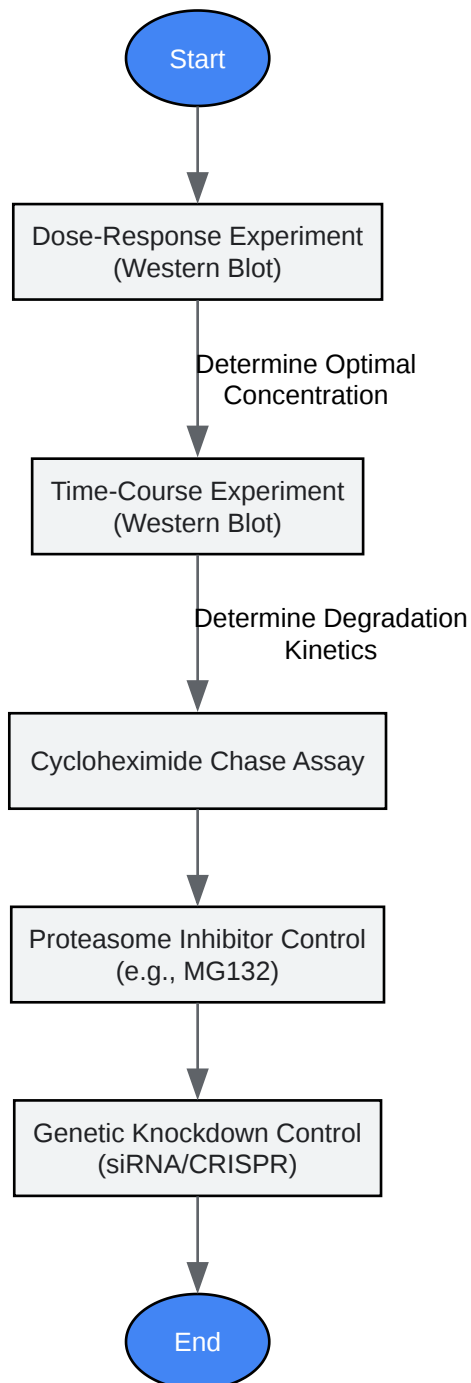 Start
Dose-Response Experiment
(Western Blot)
Determine Optimal
Concentration
Time-Course Experiment
(Western Blot)
Determine Degradation
Kinetics
Cycloheximide Chase Assay
Proteasome Inhibitor Control
(e.g., MG132)
Genetic Knockdown Control
(siRNA/CRISPR)
End